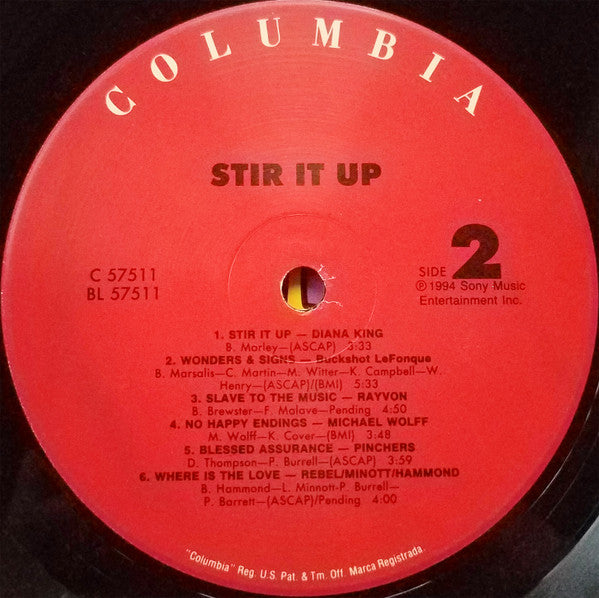 COLUMBIA
STIR IT UP
C 57511
BL 57511
SIDE 2
℗ 1994 Sony Music
Entertainment Inc.
1. STIR IT UP — DIANA KING
B. Marley—(ASCAP) 3:33
2. WONDERS & SIGNS — Buckshot LeFonque
B. Marsalis—C. Martin—M. Witter—K. Campbell—W.
Henry—(ASCAP)/(BMI) 5:33
3. SLAVE TO THE MUSIC — RAYVON
B. Brewster—F. Malave—Pending 4:50
4. NO HAPPY ENDINGS — MICHAEL WOLFF
M. Wolff—K. Cover—(BMI) 3:48
5. BLESSED ASSURANCE — PINCHERS
D. Thompson—P. Burrell—(ASCAP) 3:59
6. WHERE IS THE LOVE — REBEL/MINOTT/HAMMOND
B. Hammond—L. Minnott-P. Burrell—
P. Barrett—(ASCAP)/Pending 4:00
"Columbia" Reg. U.S. Pat. & Tm. Off. Marca Registrada.